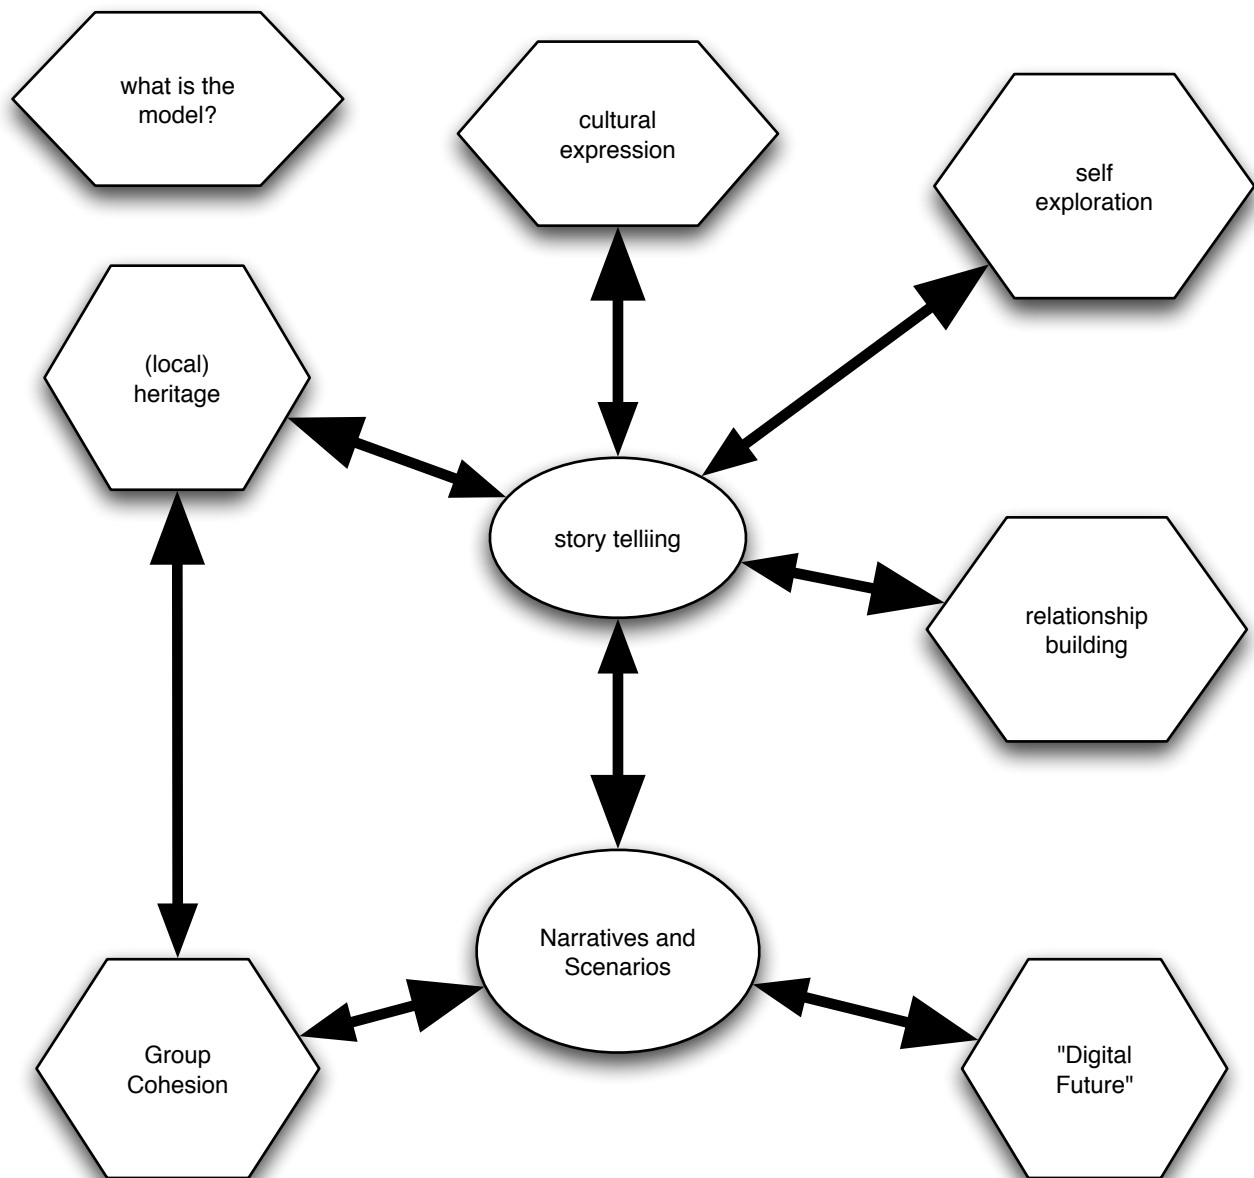 what is the
model?
cultural
expression
self
exploration
(local)
heritage
story telliing
relationship
building
Narratives and
Scenarios
Group
Cohesion
"Digital
Future"